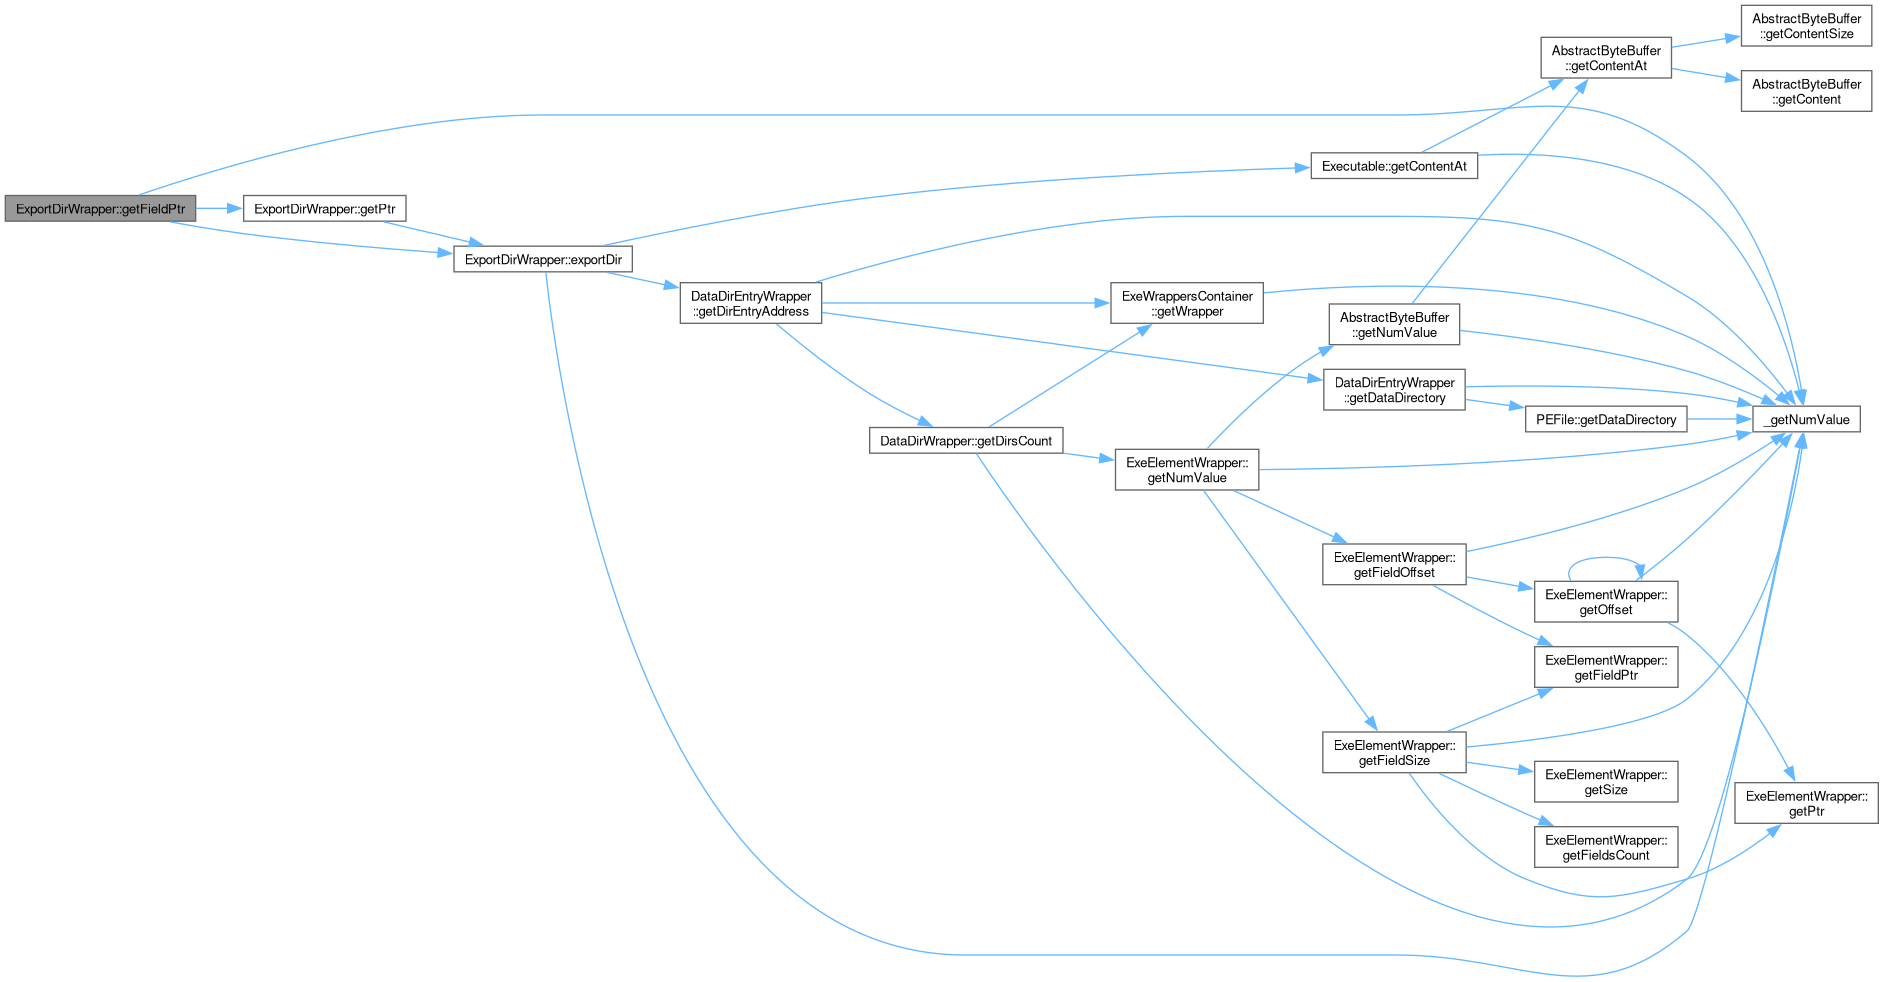 AbstractByteBuffer
::getContentSize
AbstractByteBuffer
::getContentAt
AbstractByteBuffer
::getContent
Executable::getContentAt
ExportDirWrapper::getFieldPtr
ExportDirWrapper::getPtr
ExportDirWrapper::exportDir
DataDirEntryWrapper
::getDirEntryAddress
ExeWrappersContainer
::getWrapper
AbstractByteBuffer
::getNumValue
DataDirEntryWrapper
::getDataDirectory
PEFile::getDataDirectory
_getNumValue
DataDirWrapper::getDirsCount
ExeElementWrapper::
getNumValue
ExeElementWrapper::
getFieldOffset
ExeElementWrapper::
getOffset
ExeElementWrapper::
getFieldPtr
ExeElementWrapper::
getFieldSize
ExeElementWrapper::
getSize
ExeElementWrapper::
getPtr
ExeElementWrapper::
getFieldsCount